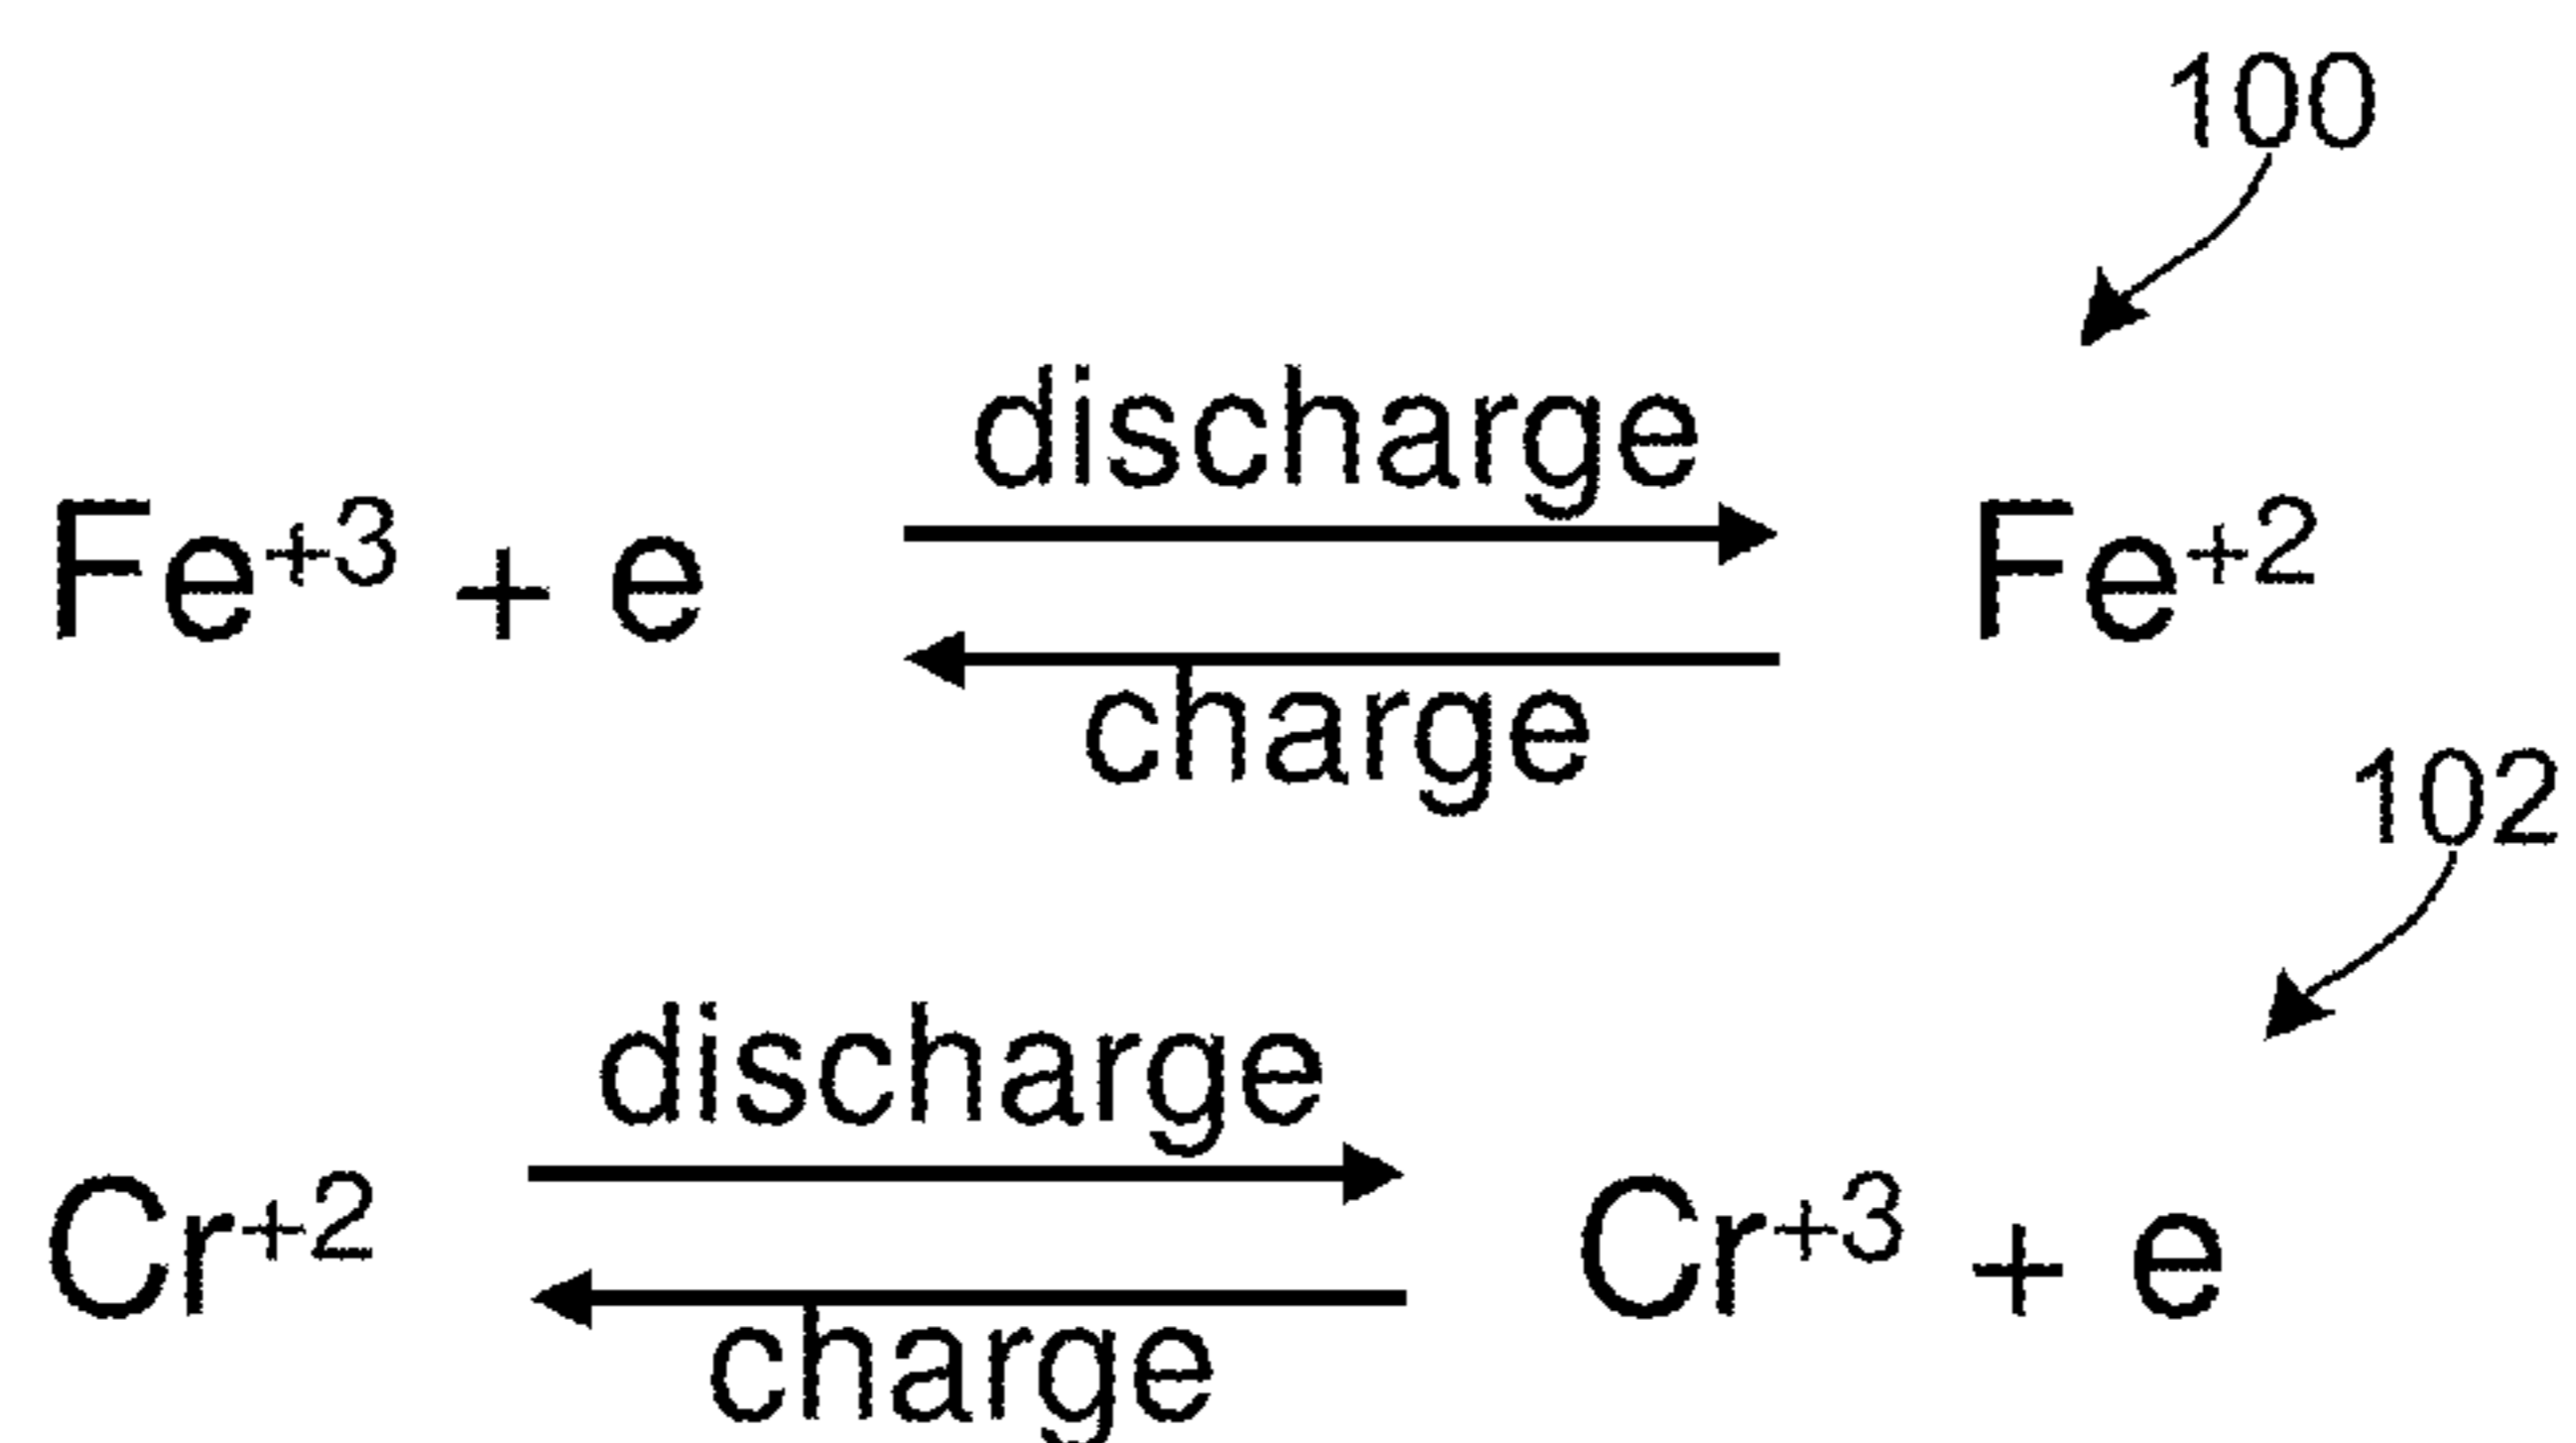 100
discharge
Fe+3 + e Fe+2
charge
102
discharge
Cr+2 Cr+3 + e
charge